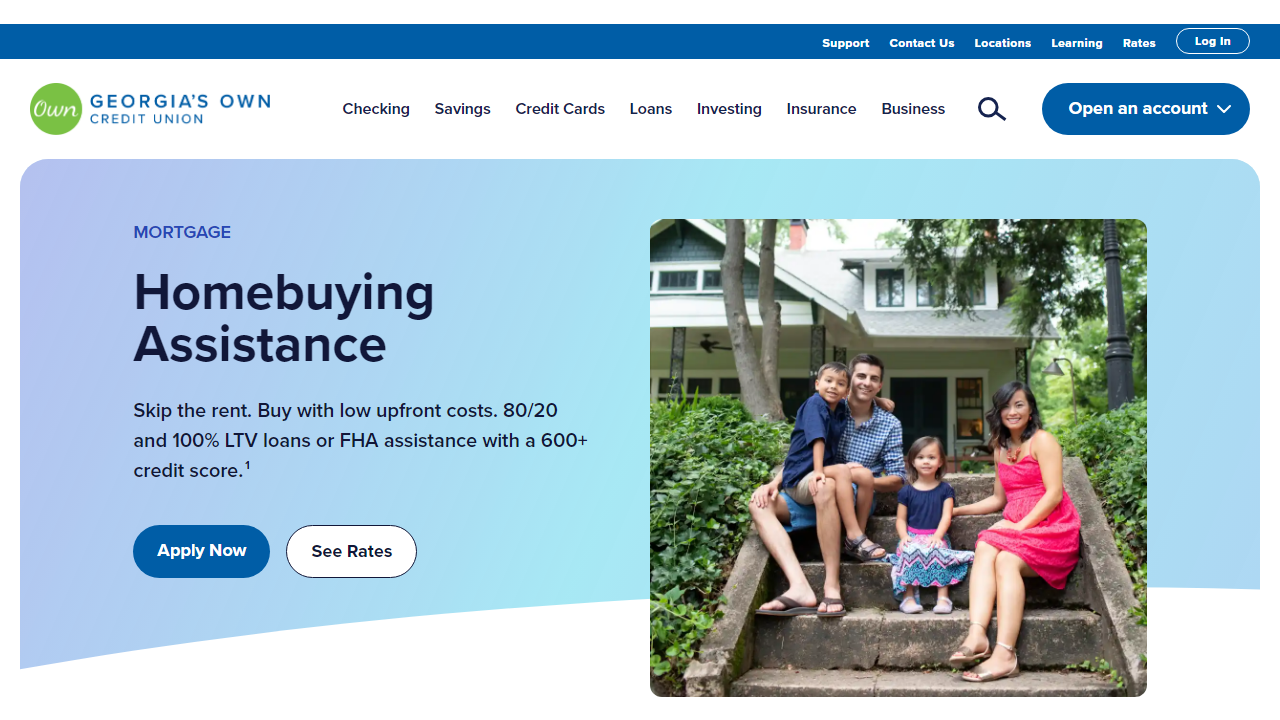 Support Contact Us Locations Learning Rates Log In
Own GEORGIA'S OWN
CREDIT UNION
Checking Savings Credit Cards Loans Investing Insurance Business Open an account
MORTGAGE
Homebuying
Assistance
Skip the rent. Buy with low upfront costs. 80/20
and 100% LTV loans or FHA assistance with a 600+
credit score.¹
Apply Now See Rates